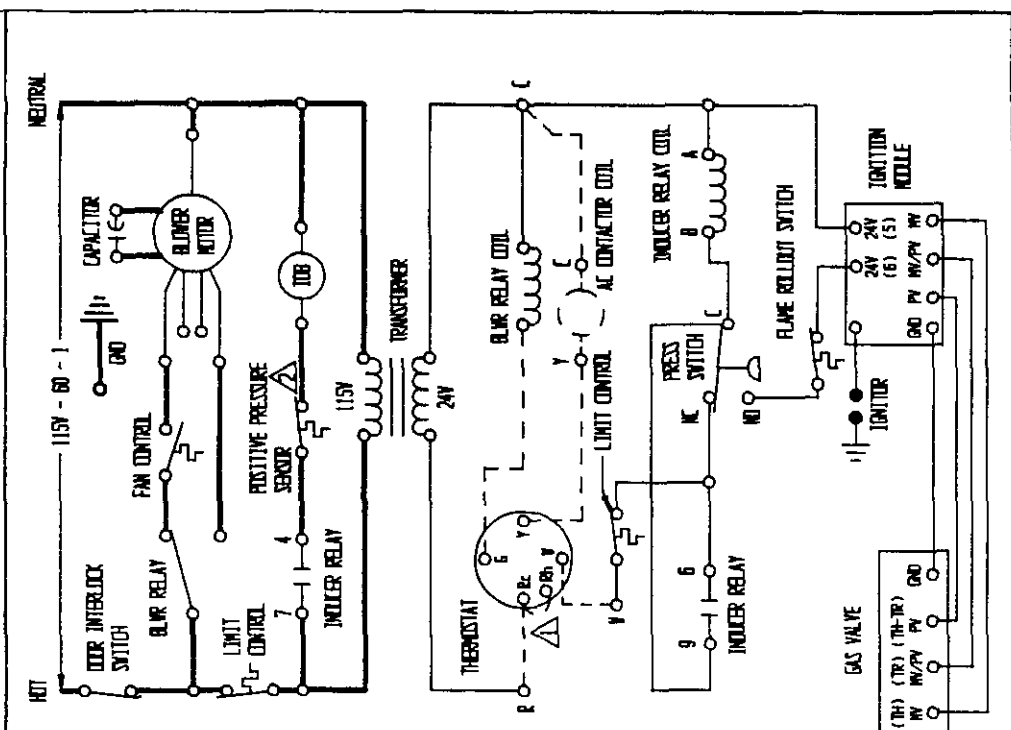 HOT
115V - 60 - 1
NEUTRAL
DOOR INTERLOCK
SWITCH
BLWR RELAY
FAN CONTROL
GND
CAPACITOR
BLOWER
MOTOR
LIMIT
CONTROL
7
4
INDUCER RELAY
POSITIVE PRESSURE
SENSOR
2
IDB
115V
TRANSFORMER
24V
R
THERMOSTAT
1
Rc
Rh
G
Y
W
BLWR RELAY COIL
C
Y
C
AC CONTACTOR COIL
W
LIMIT CONTROL
9
6
INDUCER RELAY
NC
PRESS
SWITCH
C
NO
B
A
INDUCER RELAY COIL
FLAME ROLLOUT SWITCH
IGNITOR
IGNITION
MODULE
24V
(6)
24V
(5)
GND
PV
MV/PV
MV
GAS VALVE
(TH)
(TR)
(TH-TR)
MV
MV/PV
PV
GND